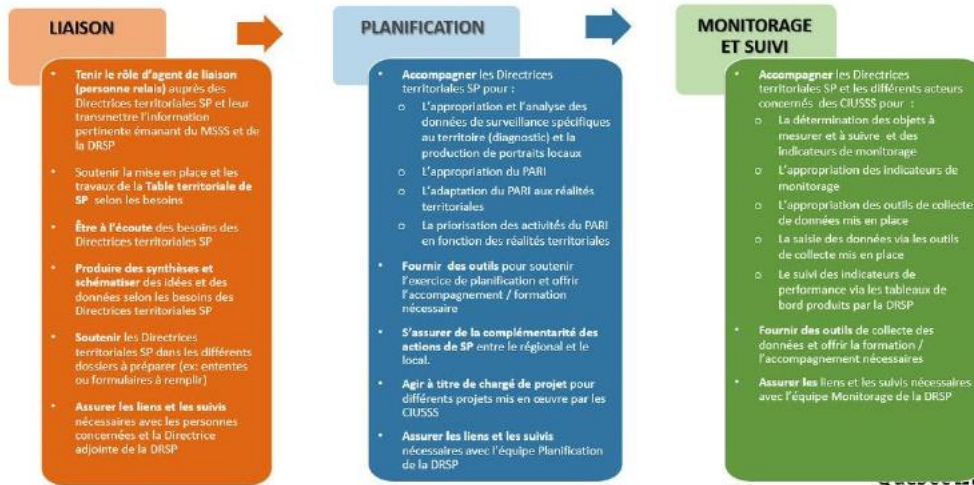 LIAISON
Tenir le rôle d'agent de liaison
(personne relais) auprès des
Directrices territoriales SP et leur
transmettre l'information
pertinente émanant du MSSS et de
la DRSP
Soutenir la mise en place et les
travaux de la Table territoriale de
SP selon les besoins
Être à l'écoute des besoins des
Directrices territoriales SP
Produire des synthèses et
schématiser des idées et des
données selon les besoins des
Directrices territoriales SP
Soutenir les Directrices
territoriales SP dans les différents
dossiers à préparer (ex: ententes
ou formulaires à remplir)
Assurer les liens et les suivis
nécessaires avec les personnes
concernées et la Directrice
adjointe de la DRSP
PLANIFICATION
Accompagner les Directrices
territoriales SP pour :
L'appropriation et l'analyse des
données de surveillance spécifiques
au territoire (diagnostic) et la
production de portraits locaux
L'appropriation du PARI
L'adaptation du PARI aux réalités
territoriales
La priorisation des activités du PARI
en fonction des réalités territoriales
Fournir des outils pour soutenir
l'exercice de planification et offrir
l'accompagnement / formation
nécessaire
S'assurer de la complémentarité des
actions de SP entre le régional et le
local.
Agir à titre de chargé de projet pour
différents projets mis en œuvre par les
CIUSSS
Assurer les liens et les suivis
nécessaires avec l'équipe Planification
de la DRSP
MONITORAGE
ET SUIVI
Accompagner les Directrices
territoriales SP et les différents acteurs
concernés des CIUSSS pour :
La détermination des objets à
mesurer et à suivre et des
indicateurs de monitorage
L'appropriation des indicateurs de
monitorage
L'appropriation des outils de collecte
de données mis en place
La saisie des données via les outils
de collecte mis en place
Le suivi des indicateurs de
performance via les tableaux de
bord produits par la DRSP
Fournir des outils de collecte des
données et offrir la formation /
l'accompagnement nécessaires
Assurer les liens et les suivis nécessaires
avec l'équipe Monitorage de la DRSP